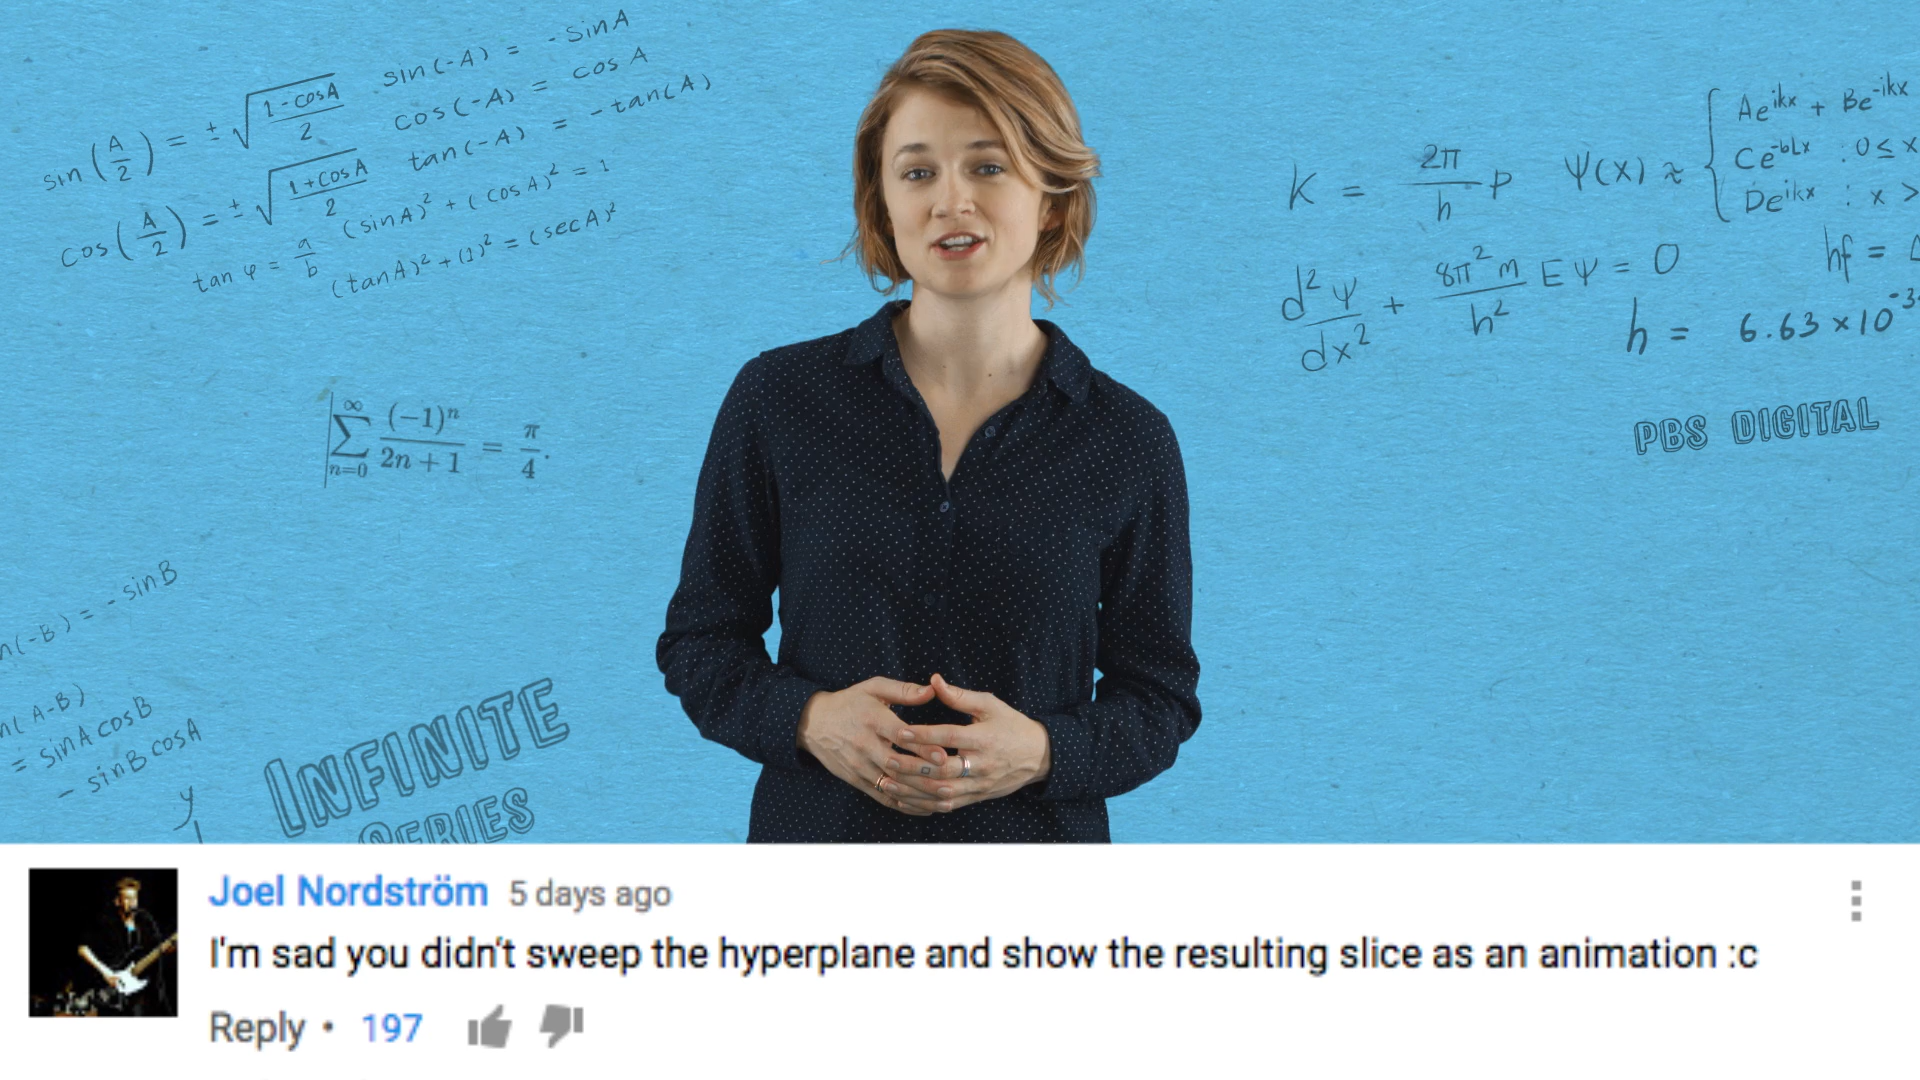 sin(A/2) = ±√((1-cosA)/2)
cos(A/2) = ±√((1+cosA)/2)
sin(-A) = -sinA
cos(-A) = cosA
tan(-A) = -tan(A)
tan φ = a/b
(sinA)² + (cosA)² = 1
(tanA)² + (1)² = (secA)²
∑_{n=0}^{∞} (−1)ⁿ/(2n+1) = π/4.
n(-B) = -sinB
n(A-B)
= sinA cosB
- sinB cosA
y
INFINITE
SERIES
K = 2π/h p
Ψ(x) ≈ {
Ae^ikx + Be^-ikx
: 0 ≤ x
De^ikx : x >
d²Ψ/dx² + 8π²m/h² EΨ = 0
hf =
h = 6.63 x 10
PBS DIGITAL
Joel Nordström 5 days ago
I'm sad you didn't sweep the hyperplane and show the resulting slice as an animation :c
Reply • 197